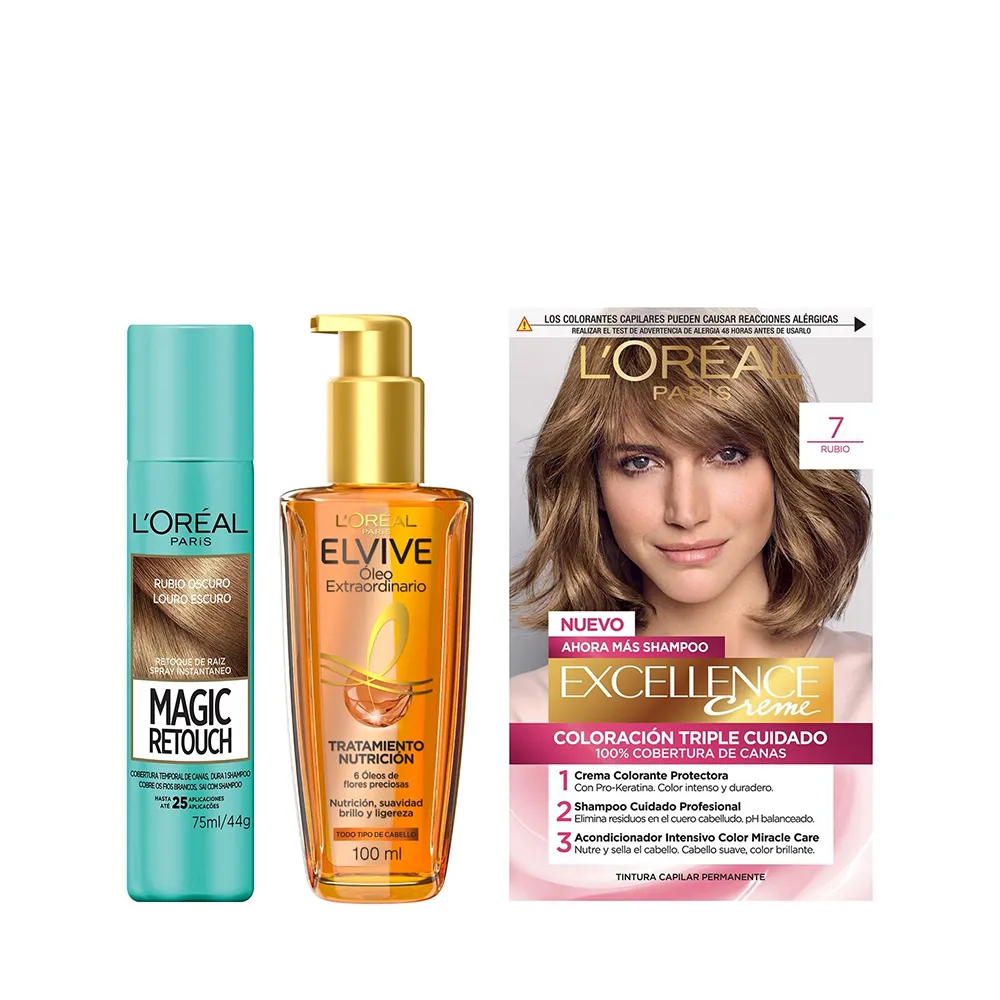 L'ORÉAL
PARIS
RUBIO OSCURO
LOURO ESCURO
RETOQUE DE RAIZ
SPRAY INSTANTANEO
MAGIC
RETOUCH
COBERTURA TEMPORAL DE CANAS, DURA 1 SHAMPOO
COBRE OS FIOS BRANCOS, SAI COM SHAMPOO
HASTA 25 APLICACIONES
ATÉ APLICAÇÕES
75ml/44g
L'ORÉAL
PARIS
ELVIVE
Óleo
Extraordinario
TRATAMIENTO
NUTRICIÓN
6 Óleos de
flores preciosas
Nutrición, suavidad
brillo y ligereza
TODO TIPO DE CABELLO
100 ml
LOS COLORANTES CAPILARES PUEDEN CAUSAR REACCIONES ALÉRGICAS
REALIZAR EL TEST DE ADVERTENCIA DE ALERGIA 48 HORAS ANTES DE USARLO
L'ORÉAL
PARIS
7
RUBIO
NUEVO
AHORA MÁS SHAMPOO
EXCELLENCE
Creme
COLORACIÓN TRIPLE CUIDADO
100% COBERTURA DE CANAS
1 Crema Colorante Protectora
Con Pro-Keratina. Color intenso y duradero.
2 Shampoo Cuidado Profesional
Elimina residuos en el cuero cabelludo. pH balanceado.
3 Acondicionador Intensivo Color Miracle Care
Nutre y sella el cabello. Cabello suave, color brillante.
TINTURA CAPILAR PERMANENTE